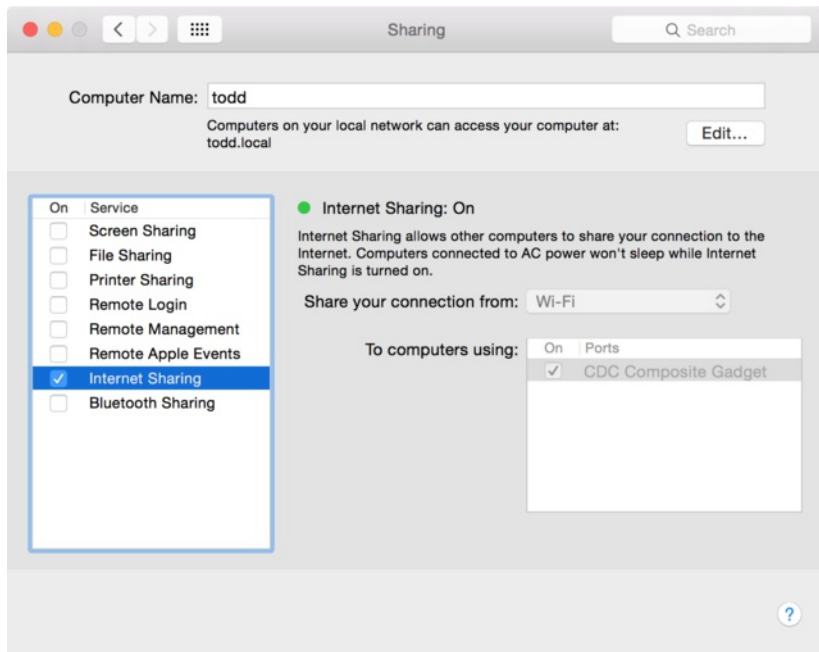 Sharing
Search
Computer Name: todd
Computers on your local network can access your computer at:
todd.local
Edit...
On Service
Screen Sharing
File Sharing
Printer Sharing
Remote Login
Remote Management
Remote Apple Events
Internet Sharing
Bluetooth Sharing
Internet Sharing: On
Internet Sharing allows other computers to share your connection to the
Internet. Computers connected to AC power won't sleep while Internet
Sharing is turned on.
Share your connection from: Wi-Fi
To computers using:
On Ports
CDC Composite Gadget
?